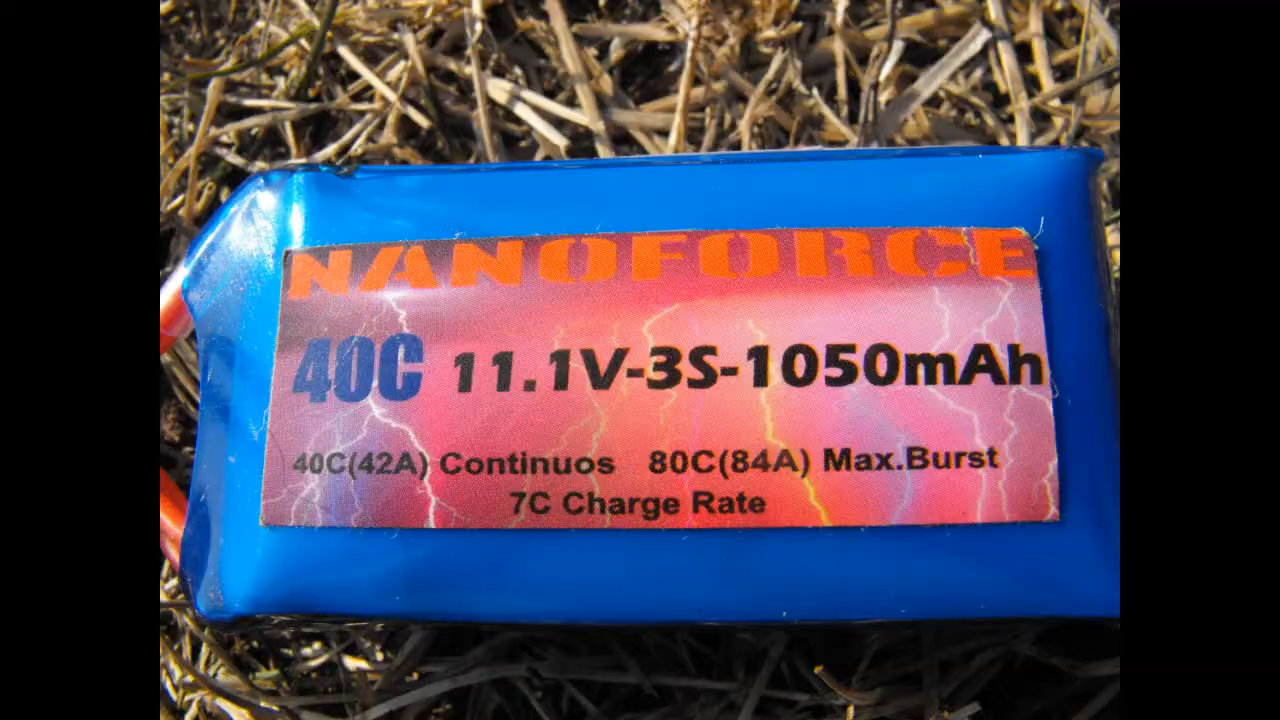 NANOFORCE
40C 11.1V-3S-1050mAh
40C(42A) Continuos 80C(84A) Max.Burst
7C Charge Rate